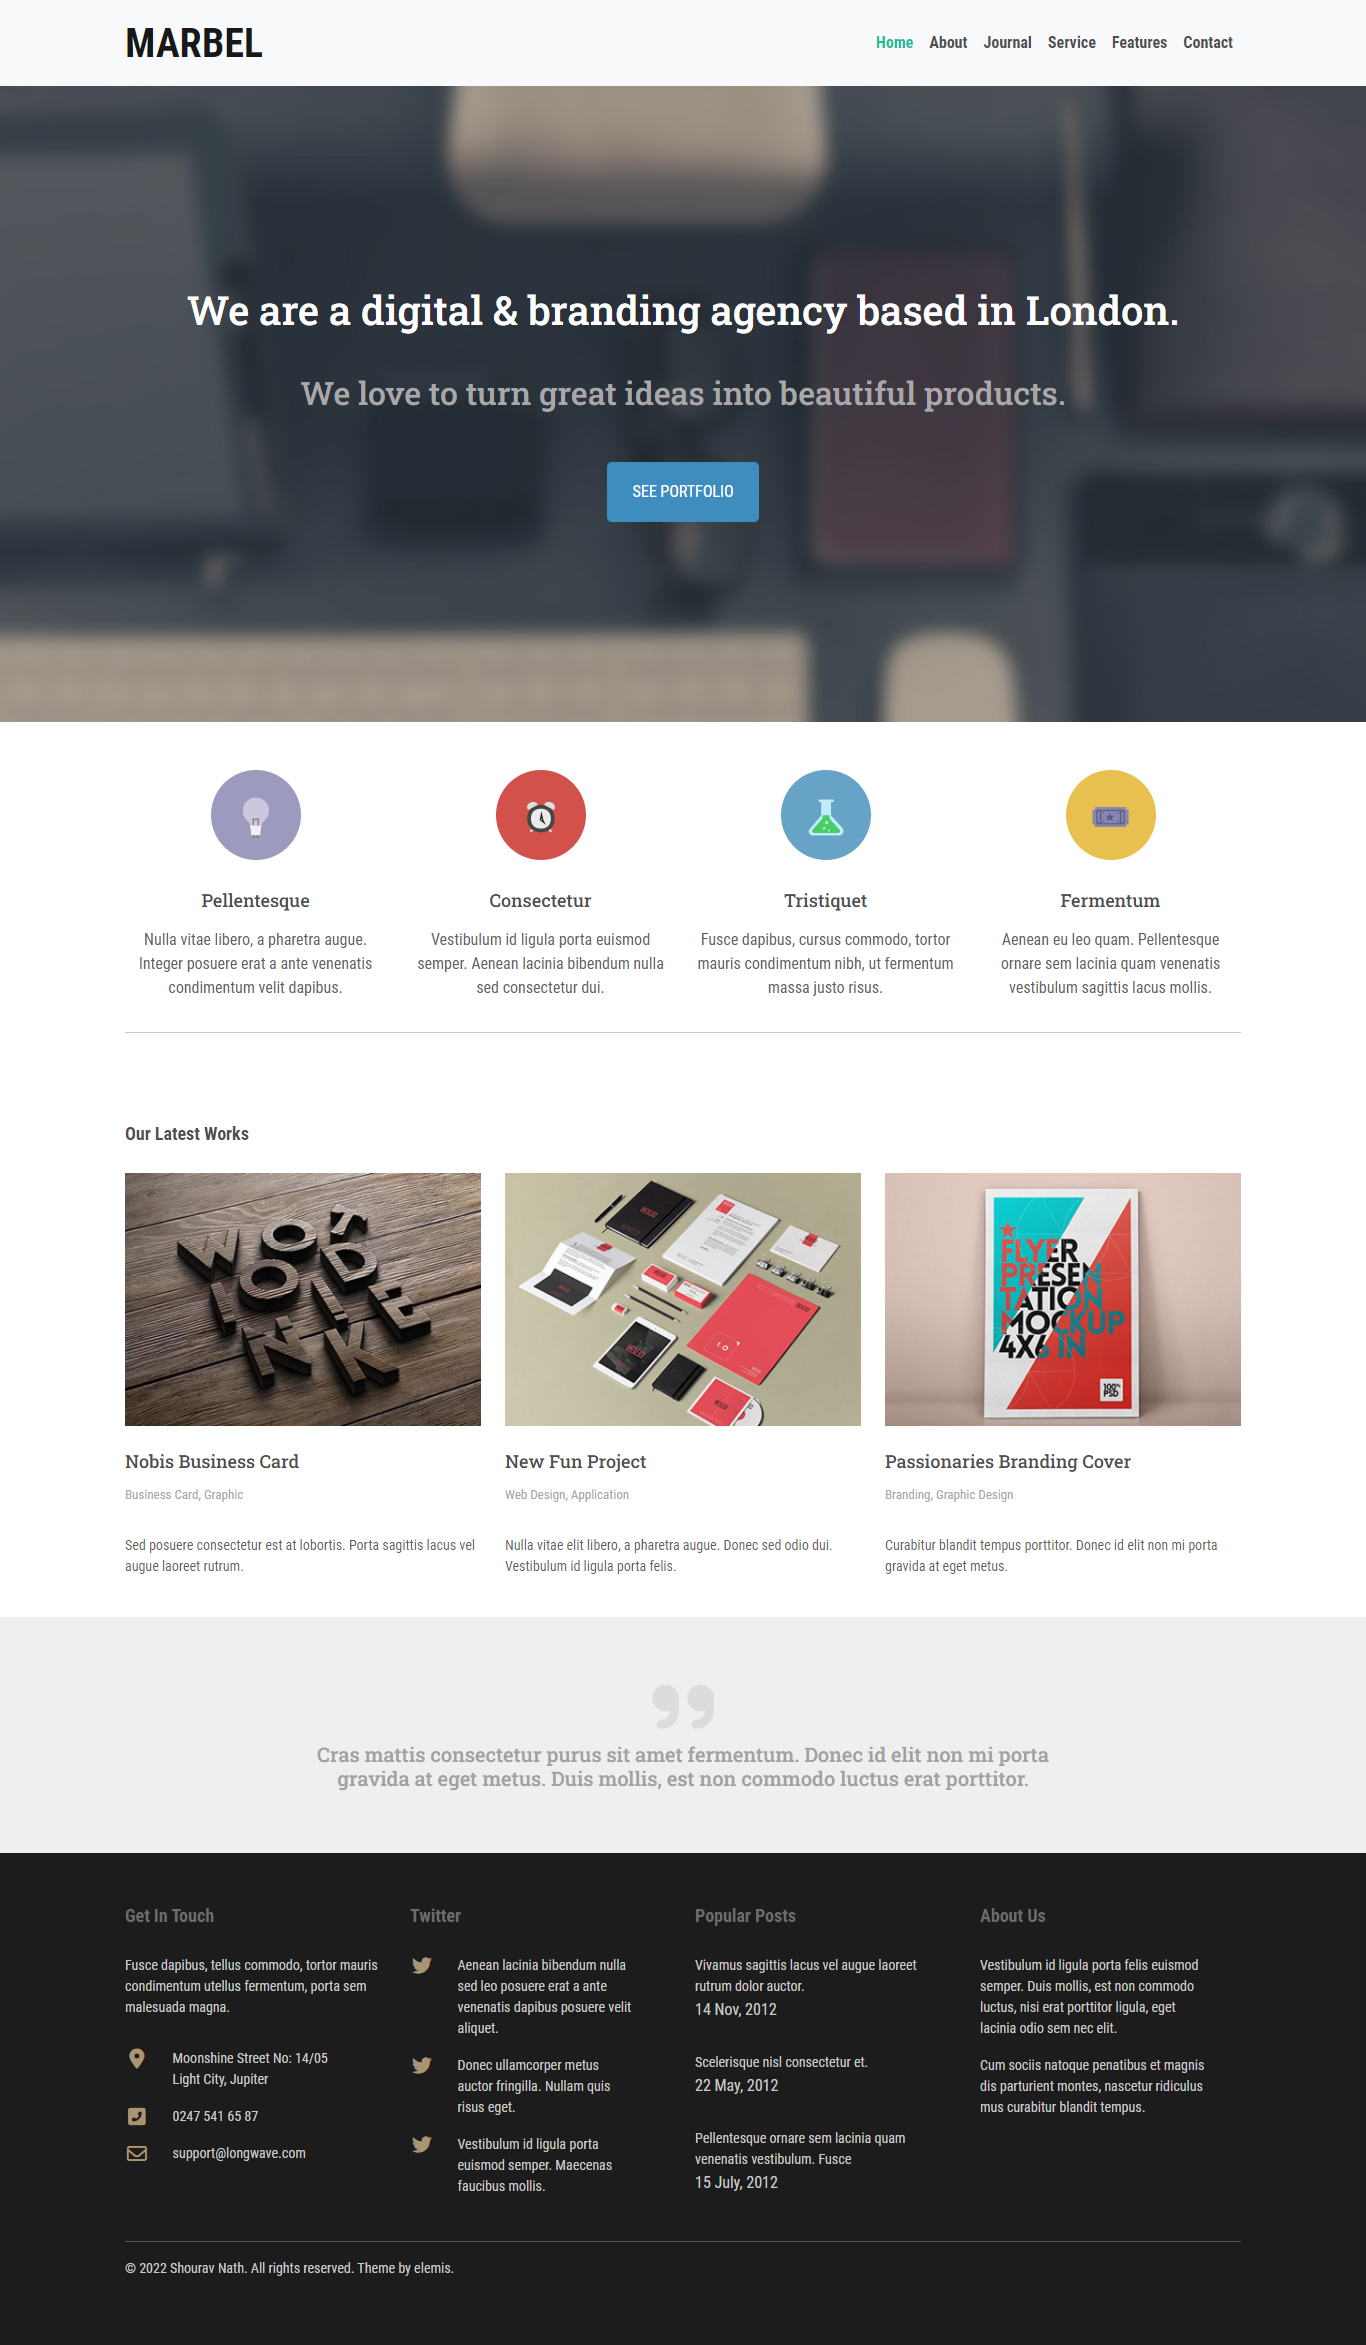 MARBEL
Home About Journal Service Features Contact
We are a digital & branding agency based in London.
We love to turn great ideas into beautiful products.
SEE PORTFOLIO
Pellentesque
Nulla vitae libero, a pharetra augue.
Integer posuere erat a ante venenatis
condimentum velit dapibus.
Consectetur
Vestibulum id ligula porta euismod
semper. Aenean lacinia bibendum nulla
sed consectetur dui.
Tristiquet
Fusce dapibus, cursus commodo, tortor
mauris condimentum nibh, ut fermentum
massa justo risus.
Fermentum
Aenean eu leo quam. Pellentesque
ornare sem lacinia quam venenatis
vestibulum sagittis lacus mollis.
Our Latest Works
FLYER
PRESEN
TATION
MOCKUP
4X6 IN
100%
PSD
Nobis Business Card
Business Card, Graphic
Sed posuere consectetur est at lobortis. Porta sagittis lacus vel
augue laoreet rutrum.
New Fun Project
Web Design, Application
Nulla vitae elit libero, a pharetra augue. Donec sed odio dui.
Vestibulum id ligula porta felis.
Passionaries Branding Cover
Branding, Graphic Design
Curabitur blandit tempus porttitor. Donec id elit non mi porta
gravida at eget metus.
Cras mattis consectetur purus sit amet fermentum. Donec id elit non mi porta
gravida at eget metus. Duis mollis, est non commodo luctus erat porttitor.
Get In Touch
Fusce dapibus, tellus commodo, tortor mauris
condimentum utellus fermentum, porta sem
malesuada magna.
Moonshine Street No: 14/05
Light City, Jupiter
0247 541 65 87
support@longwave.com
Twitter
Aenean lacinia bibendum nulla
sed leo posuere erat a ante
venenatis dapibus posuere velit
aliquet.
Donec ullamcorper metus
auctor fringilla. Nullam quis
risus eget.
Vestibulum id ligula porta
euismod semper. Maecenas
faucibus mollis.
Popular Posts
Vivamus sagittis lacus vel augue laoreet
rutrum dolor auctor.
14 Nov, 2012
Scelerisque nisl consectetur et.
22 May, 2012
Pellentesque ornare sem lacinia quam
venenatis vestibulum. Fusce
15 July, 2012
About Us
Vestibulum id ligula porta felis euismod
semper. Duis mollis, est non commodo
luctus, nisi erat porttitor ligula, eget
lacinia odio sem nec elit.
Cum sociis natoque penatibus et magnis
dis parturient montes, nascetur ridiculus
mus curabitur blandit tempus.
© 2022 Shourav Nath. All rights reserved. Theme by elemis.